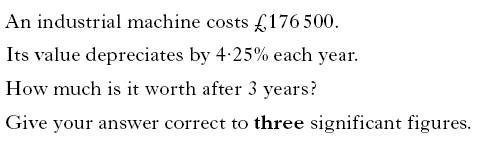 An industrial machine costs £176 500.
Its value depreciates by 4·25% each year.
How much is it worth after 3 years?
Give your answer correct to three significant figures.